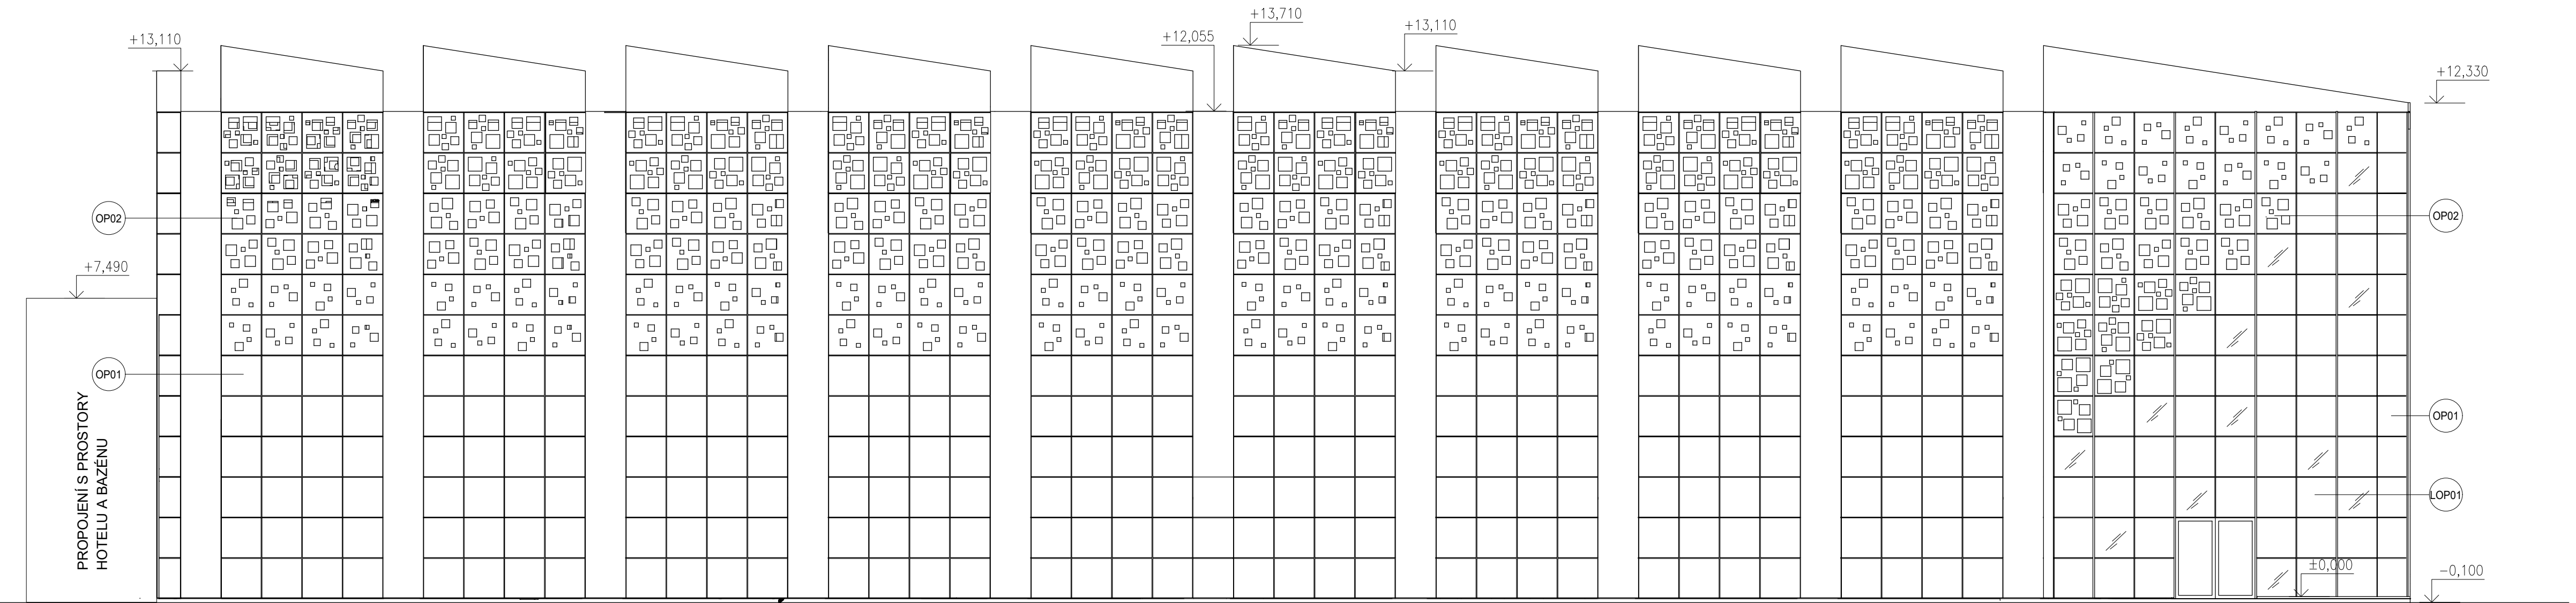 +13,710
+13,110
+13,110
+12,055
+12,330
OP02
OP02
+7,490
OP01
PROPOJENÍ S PROSTORY
HOTELU A BAZÉNU
OP01
LOP01
±0,000
-0,100